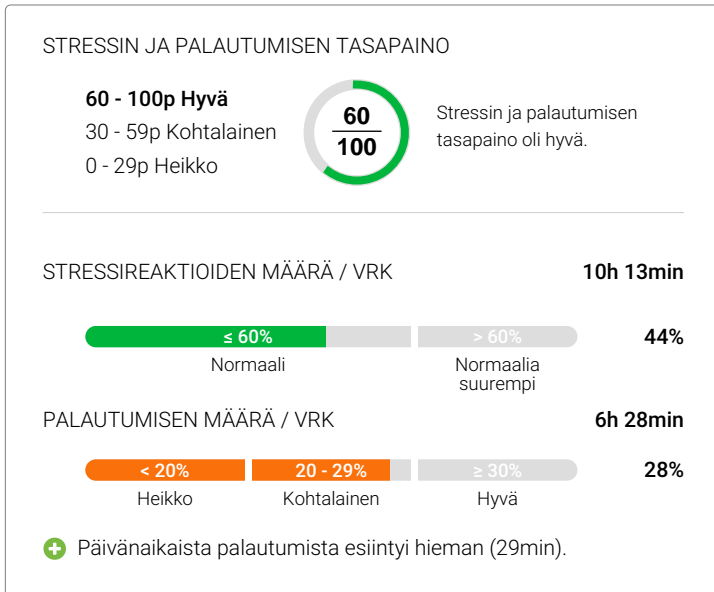 STRESSIN JA PALAUTUMISEN TASAPAINO
60 - 100p Hyvä
30 - 59p Kohtalainen
0 - 29p Heikko
60
100
Stressin ja palautumisen
tasapaino oli hyvä.
STRESSIREAKTIOIDEN MÄÄRÄ / VRK 10h 13min
≤ 60% > 60% 44%
Normaali Normaalia
suurempi
PALAUTUMISEN MÄÄRÄ / VRK 6h 28min
< 20% 20 - 29% ≥ 30% 28%
Heikko Kohtalainen Hyvä
Päivänaikaista palautumista esiintyi hieman (29min).